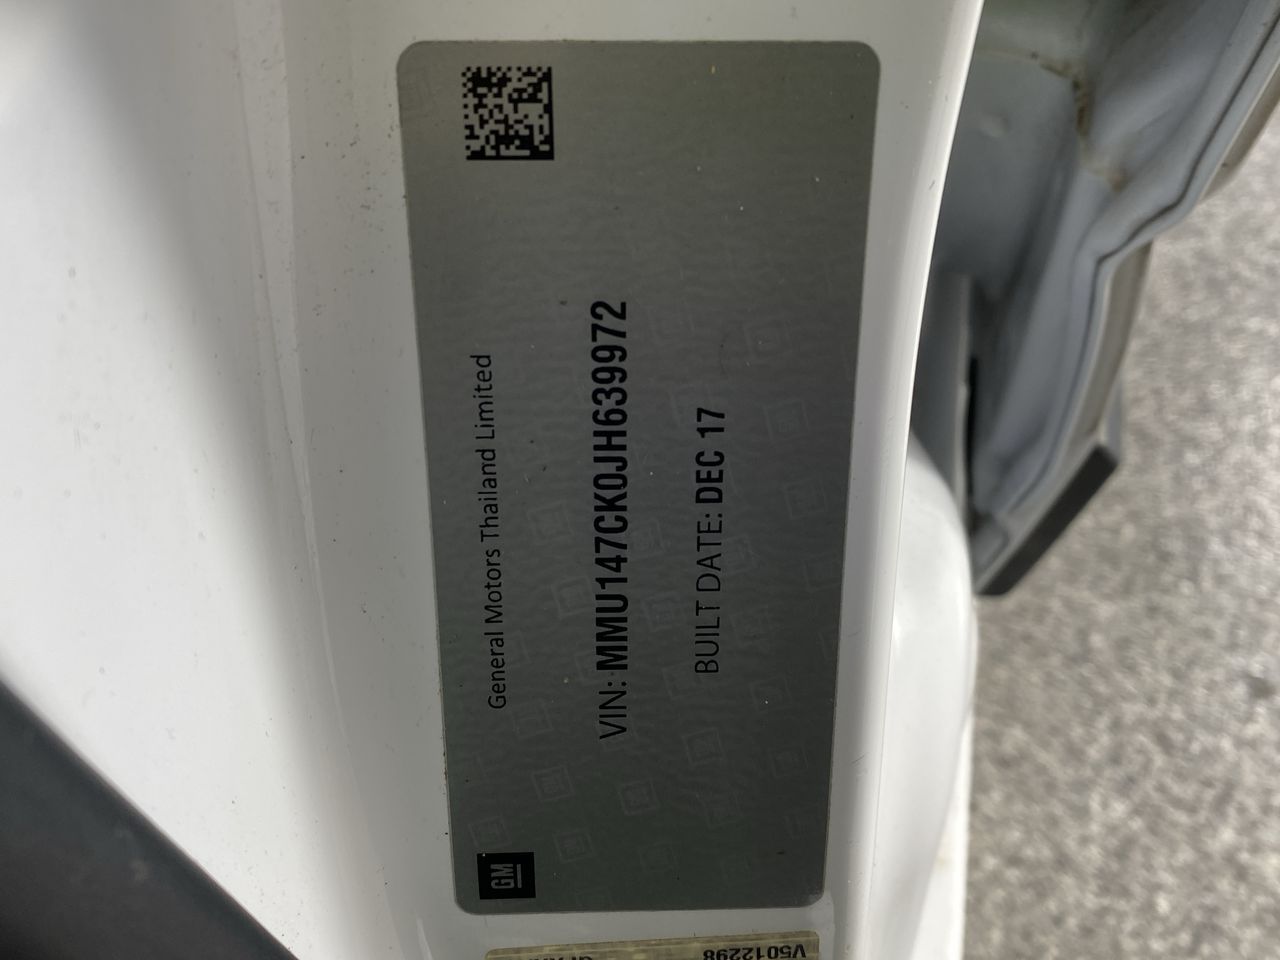 General Motors Thailand Limited
VIN: MMU147CK0JH639972
BUILT DATE: DEC 17
GM
V5012298